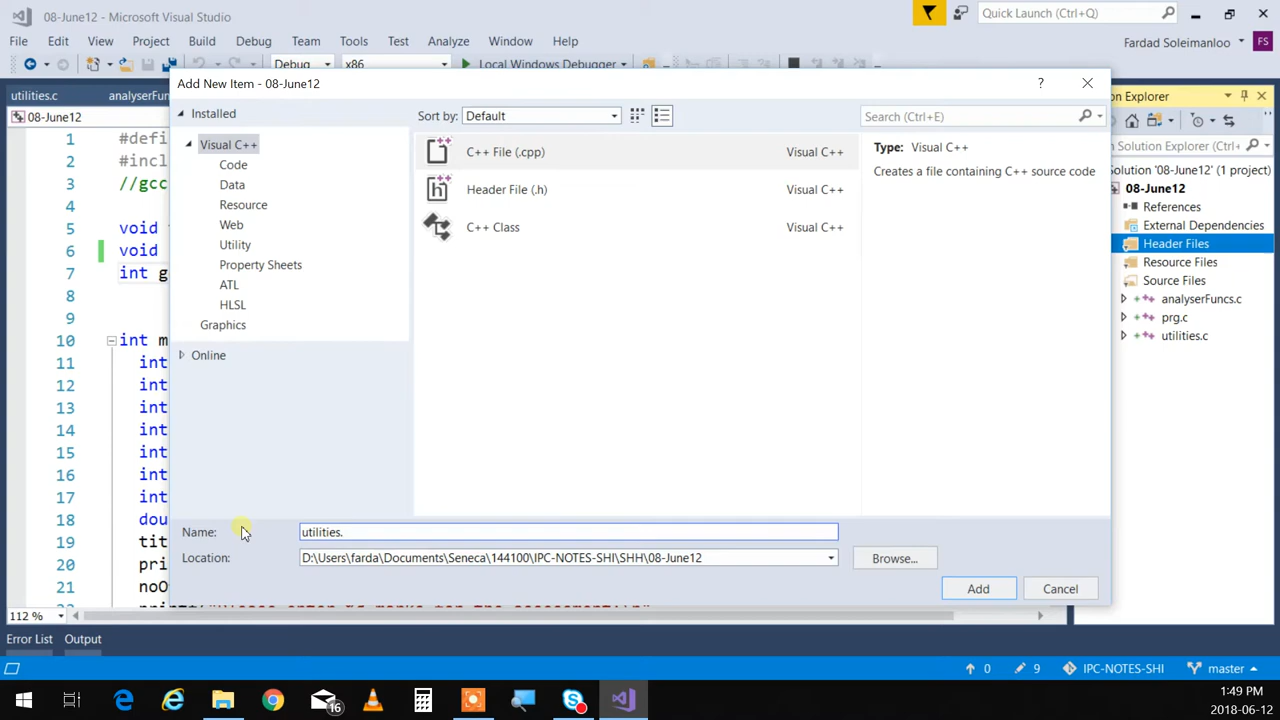 08-June12 - Microsoft Visual Studio
Quick Launch (Ctrl+Q)
File Edit View Project Build Debug Team Tools Test Analyze Window Help
Fardad Soleimanloo FS
Debug x86 Local Windows Debugger
utilities.c analyserFun
08-June12
Add New Item - 08-June12
?
Installed
Sort by: Default
Search (Ctrl+E)
Visual C++
Code
Data
Resource
Web
Utility
Property Sheets
ATL
HLSL
Graphics
Online
C++ File (.cpp) Visual C++
Header File (.h) Visual C++
C++ Class Visual C++
Type: Visual C++
Creates a file containing C++ source code
Name: utilities.
Location: D:\Users\farda\Documents\Seneca\144100\IPC-NOTES-SHI\SHH\08-June12
Browse...
Add Cancel
1 #defi
2 #incl
3 //gcc
4
5 void
6 void
7 int g
8
9
10 int m
11 int
12 int
13 int
14 int
15 int
16 int
17 int
18 dou
19 tit
20 pri
21 noO
22
on Explorer
h Solution Explorer (Ctrl+;)
Solution '08-June12' (1 project)
08-June12
References
External Dependencies
Header Files
Resource Files
Source Files
analyserFuncs.c
prg.c
utilities.c
112 %
Error List Output
0 9 IPC-NOTES-SHI master
16
1:49 PM
2018-06-12